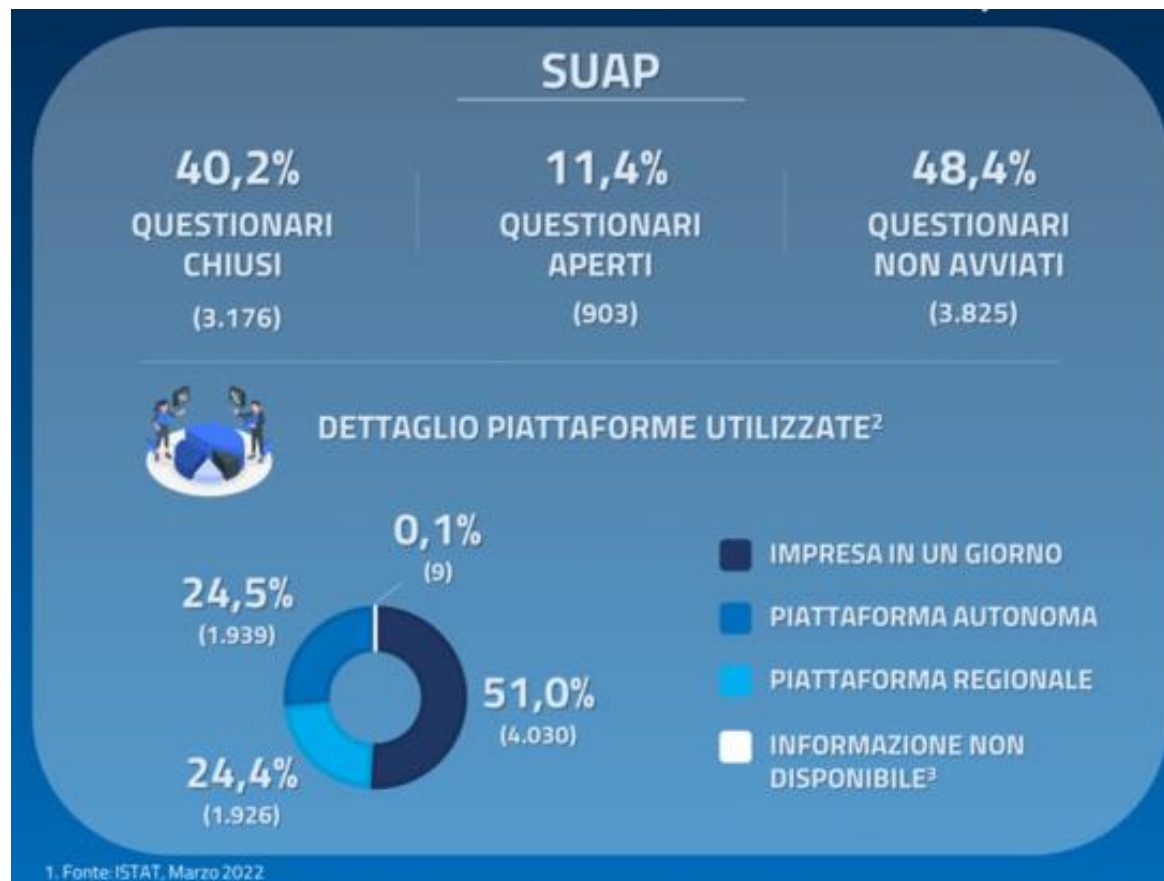 SUAP
40,2%
QUESTIONARI
CHIUSI
(3.176)
11,4%
QUESTIONARI
APERTI
(903)
48,4%
QUESTIONARI
NON AVVIATI
(3.825)
DETTAGLIO PIATTAFORME UTILIZZATE²
0,1%
(9)
24,5%
(1.939)
51,0%
(4.030)
24,4%
(1.926)
IMPRESA IN UN GIORNO
PIATTAFORMA AUTONOMA
PIATTAFORMA REGIONALE
INFORMAZIONE NON
DISPONIBILE³
1. Fonte: ISTAT, Marzo 2022